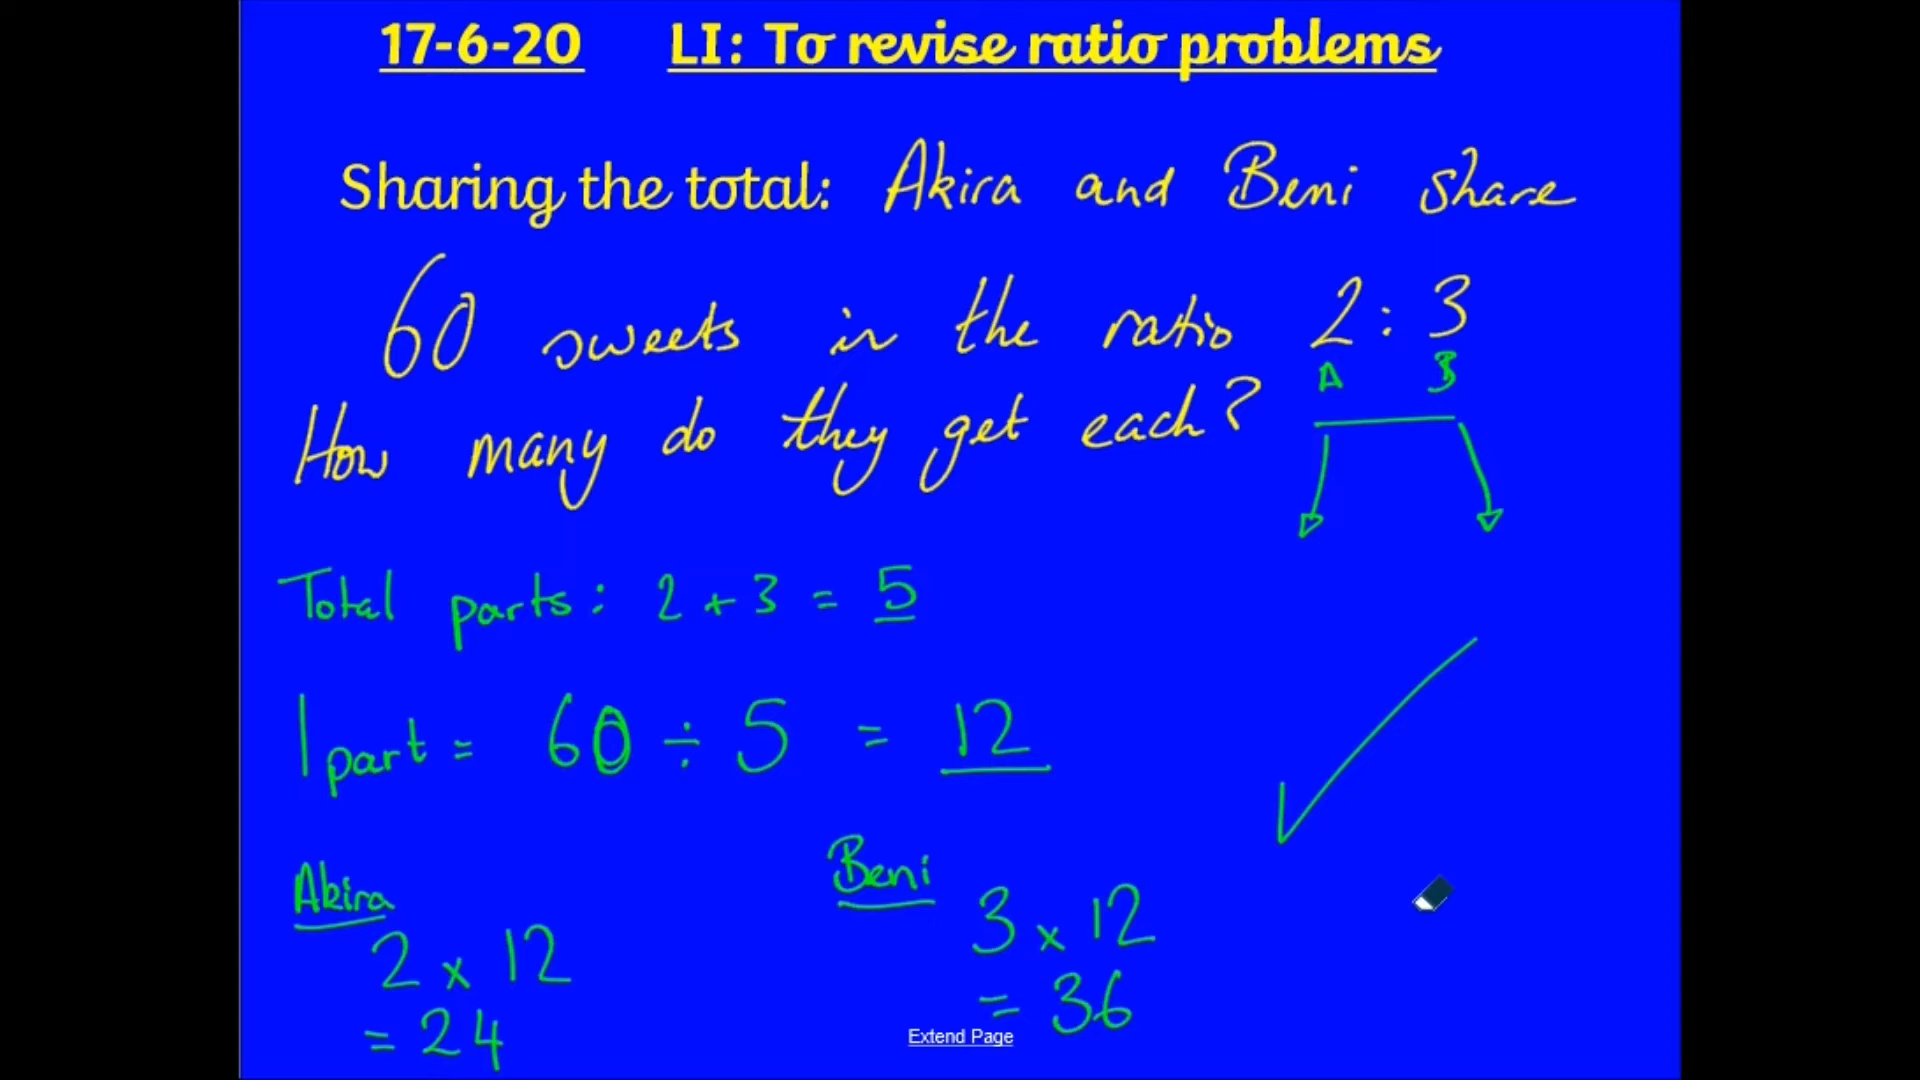 17-6-20 LI: To revise ratio problems
Sharing the total: Akira and Beni share
60 sweets in the ratio 2:3
A B
How many do they get each?
Total parts: 2 + 3 = 5
1 part = 60 ÷ 5 = 12
Akira
2 x 12
= 24
Beni
3 x 12
= 36
Extend Page